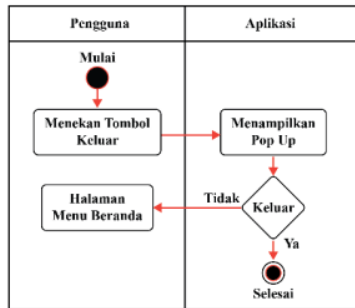 Pengguna
Aplikasi
Mulai
Menekan Tombol
Keluar
Menampilkan
Pop Up
Halaman
Menu Beranda
Tidak
Keluar
Ya
Selesai